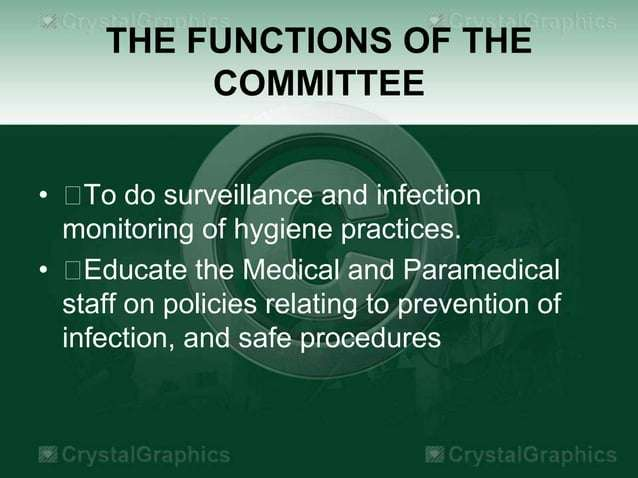 CrystalGraphics CrystalGraphics
THE FUNCTIONS OF THE
COMMITTEE
• To do surveillance and infection
monitoring of hygiene practices.
• Educate the Medical and Paramedical
staff on policies relating to prevention of
infection, and safe procedures
CrystalGraphics CrystalGraphics